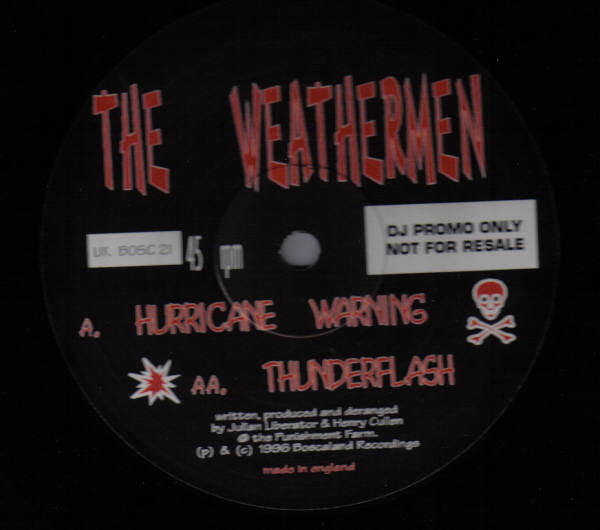 THE WEATHERMEN
DJ PROMO ONLY
NOT FOR RESALE
UK BOSC 21
45 rpm
A. HURRICANE WARNING
AA. THUNDERFLASH
written, produced and deranged
by Julian Liberator & Henry Cullen
@ the Punishment Farm.
(p) & (c) 1996 Boscaland Recordings
made in england